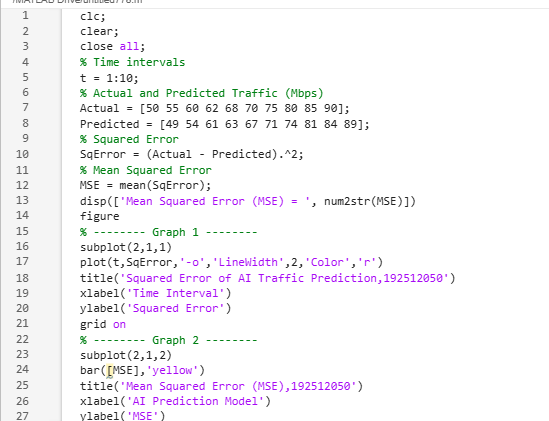 /MATLAB Drive/untitled778.m
1 clc;
2 clear;
3 close all;
4 % Time intervals
5 t = 1:10;
6 % Actual and Predicted Traffic (Mbps)
7 Actual = [50 55 60 62 68 70 75 80 85 90];
8 Predicted = [49 54 61 63 67 71 74 81 84 89];
9 % Squared Error
10 SqError = (Actual - Predicted).^2;
11 % Mean Squared Error
12 MSE = mean(SqError);
13 disp(['Mean Squared Error (MSE) = ', num2str(MSE)])
14 figure
15 % -------- Graph 1 --------
16 subplot(2,1,1)
17 plot(t,SqError,'-o','LineWidth',2,'Color','r')
18 title('Squared Error of AI Traffic Prediction,192512050')
19 xlabel('Time Interval')
20 ylabel('Squared Error')
21 grid on
22 % -------- Graph 2 --------
23 subplot(2,1,2)
24 bar([MSE],'yellow')
25 title('Mean Squared Error (MSE),192512050')
26 xlabel('AI Prediction Model')
27 ylabel('MSE')